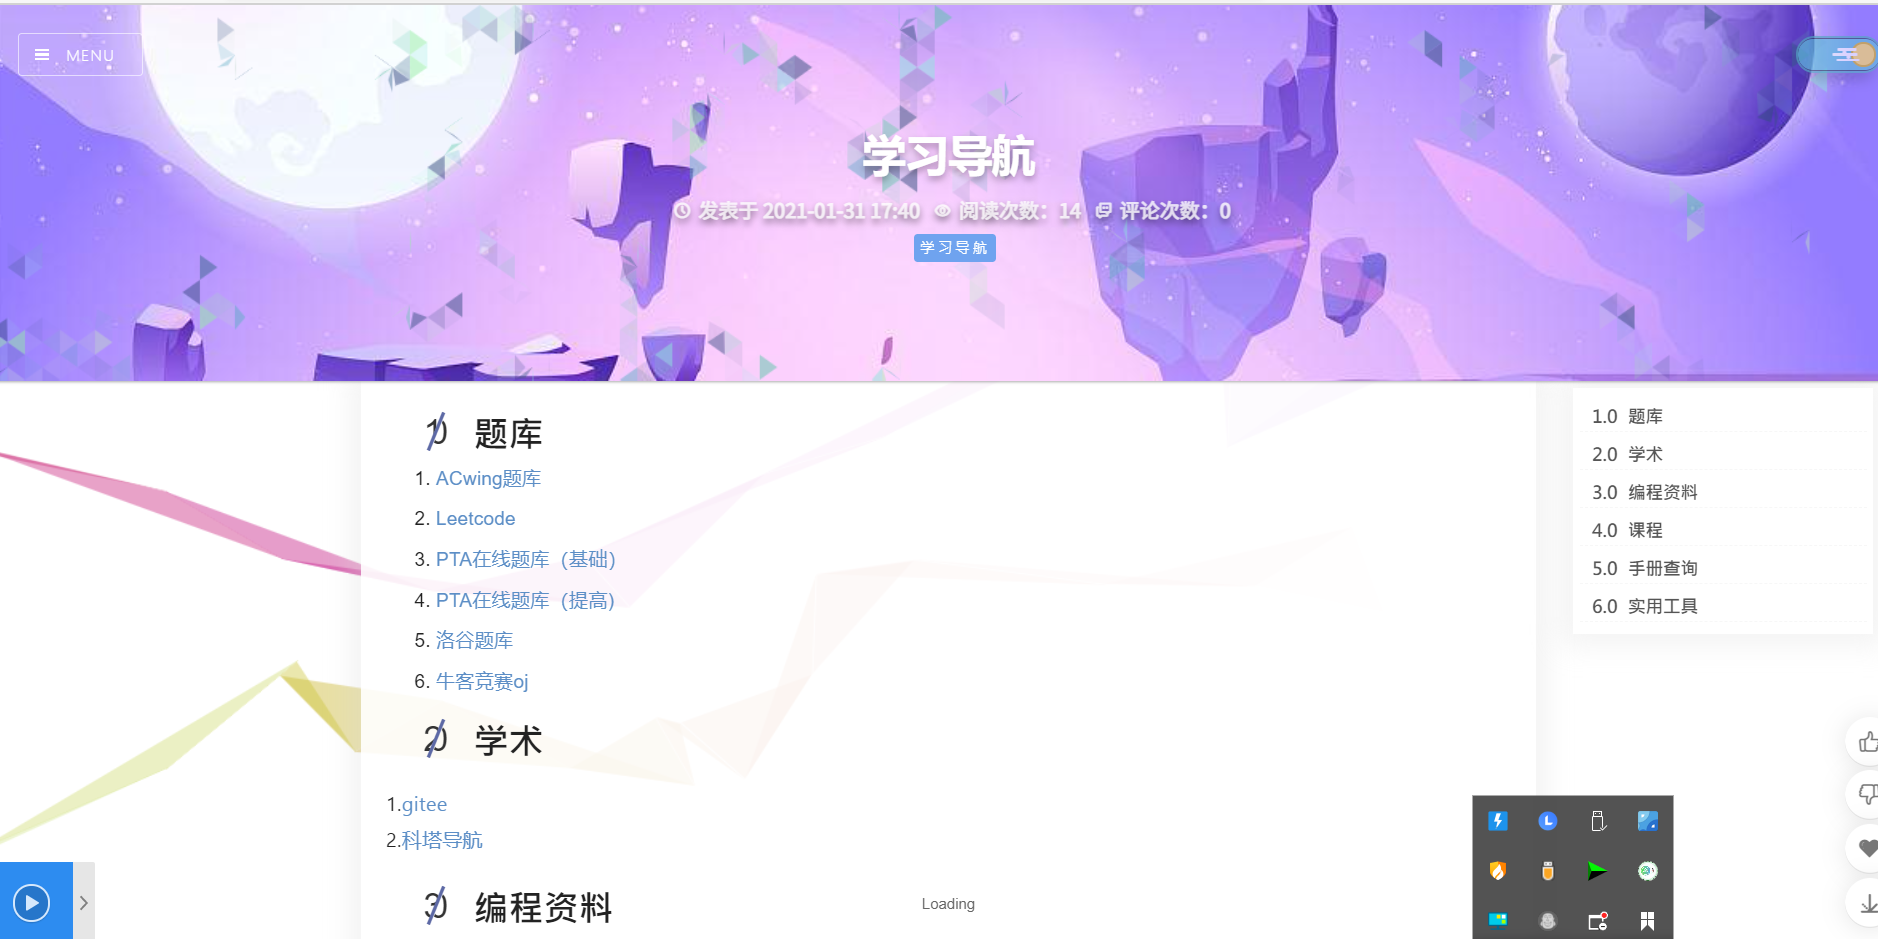 MENU
学习导航
发表于 2021-01-31 17:40 阅读次数：14 评论次数：0
学习导航
1.0 题库
2.0 学术
3.0 编程资料
4.0 课程
5.0 手册查询
6.0 实用工具
10 题库
1. ACwing题库
2. Leetcode
3. PTA在线题库（基础）
4. PTA在线题库（提高）
5. 洛谷题库
6. 牛客竞赛oj
20 学术
1.gitee
2.科塔导航
30 编程资料
Loading